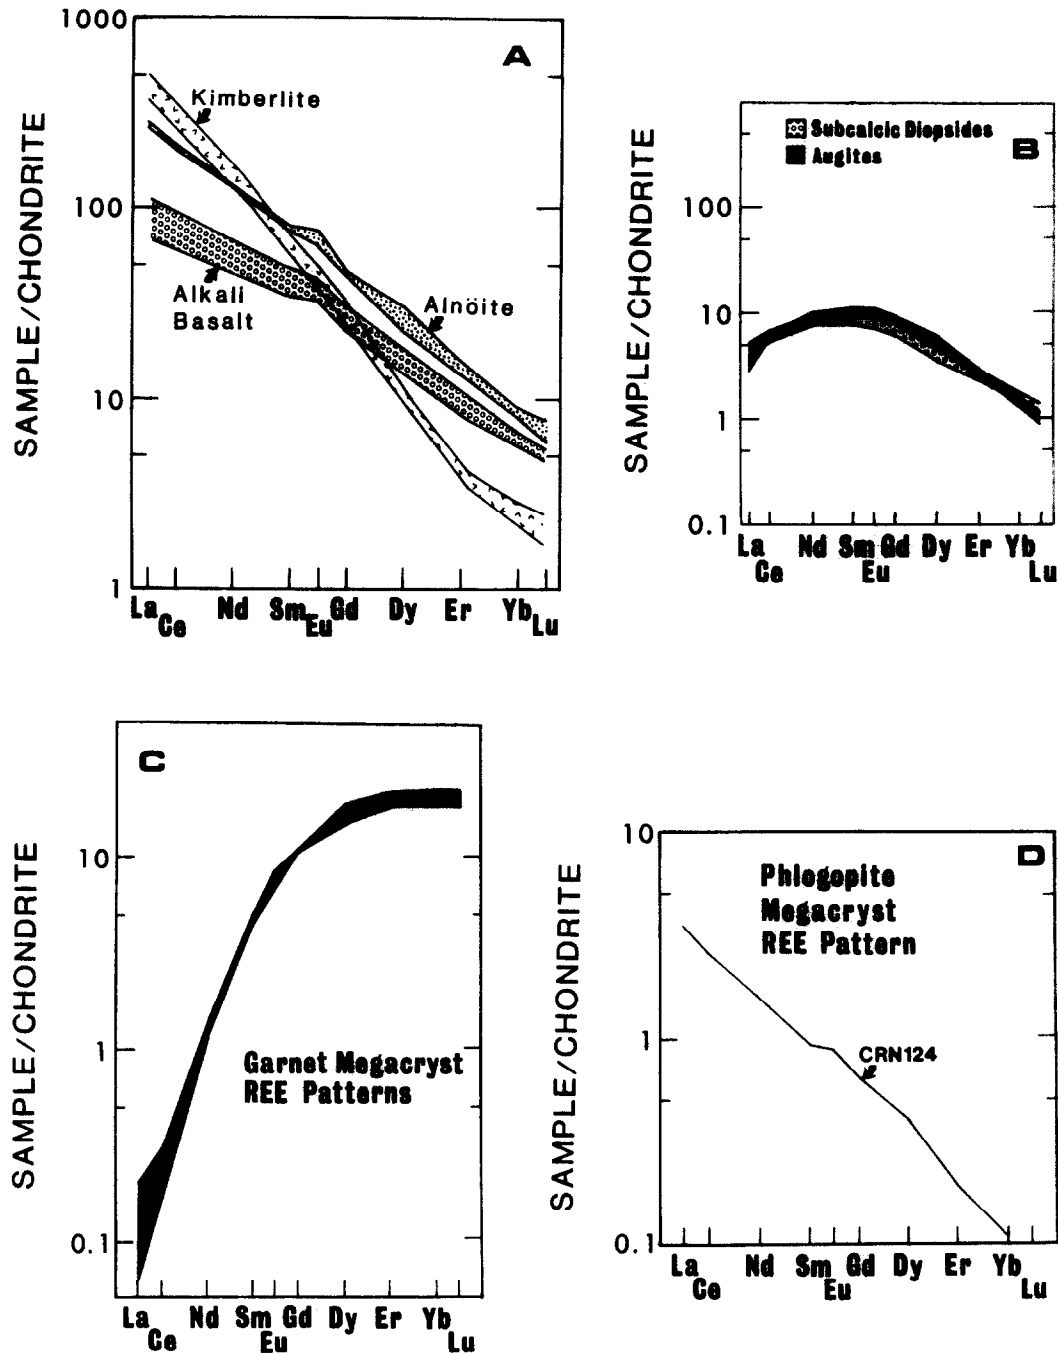 A
1000
100
10
1
SAMPLE/CHONDRITE
Kimberlite
Alkali
Basalt
Alnöite
La Ce Nd Sm Eu Gd Dy Er Yb Lu
B
Subcalcic Diopsides
Augites
100
10
1
0.1
SAMPLE/CHONDRITE
La Ce Nd Sm Eu Gd Dy Er Yb Lu
C
10
1
0.1
SAMPLE/CHONDRITE
Garnet Megacryst
REE Patterns
La Ce Nd Sm Eu Gd Dy Er Yb Lu
D
10
1
0.1
SAMPLE/CHONDRITE
Phlogopite
Megacryst
REE Pattern
CRN124
La Ce Nd Sm Eu Gd Dy Er Yb Lu